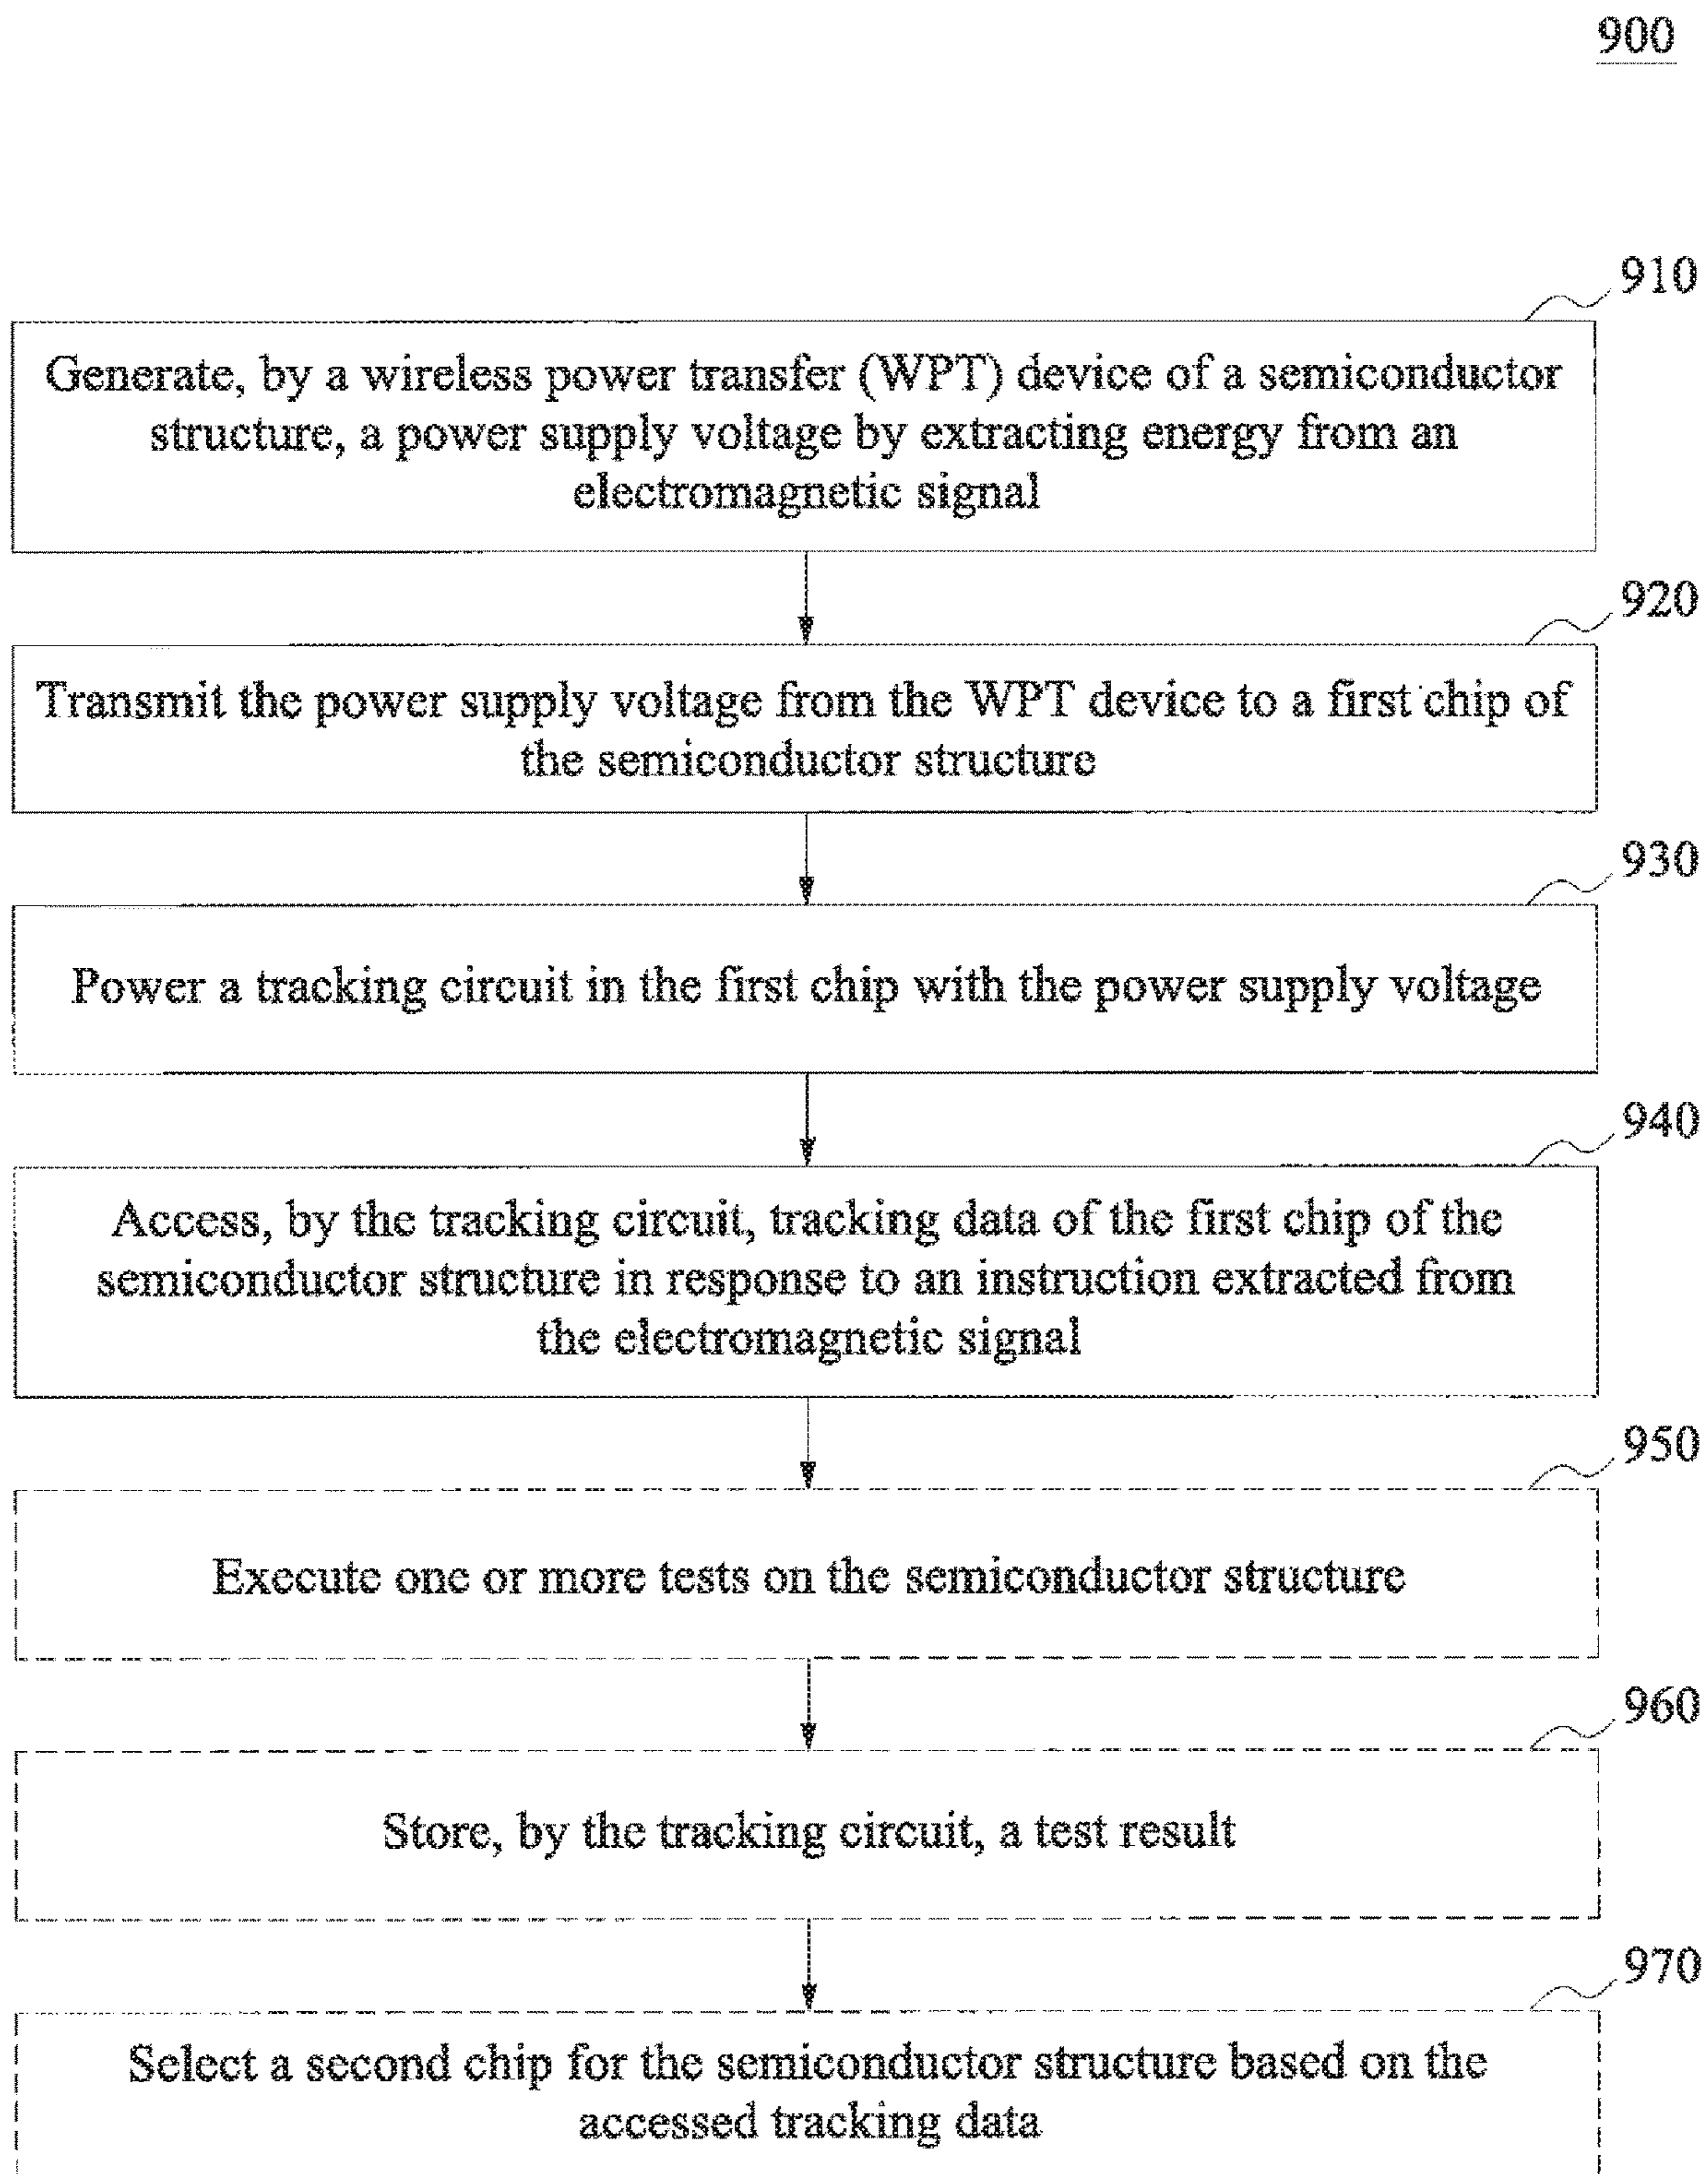 900
910
Generate, by a wireless power transfer (WPT) device of a semiconductor
structure, a power supply voltage by extracting energy from an
electromagnetic signal
920
Transmit the power supply voltage from the WPT device to a first chip of
the semiconductor structure
930
Power a tracking circuit in the first chip with the power supply voltage
940
Access, by the tracking circuit, tracking data of the first chip of the
semiconductor structure in response to an instruction extracted from
the electromagnetic signal
950
Execute one or more tests on the semiconductor structure
960
Store, by the tracking circuit, a test result
970
Select a second chip for the semiconductor structure based on the
accessed tracking data